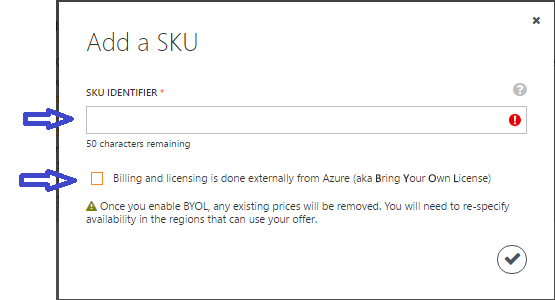 Add a SKU
SKU IDENTIFIER *
50 characters remaining
Billing and licensing is done externally from Azure (aka Bring Your Own License)
Once you enable BYOL, any existing prices will be removed. You will need to re-specify
availability in the regions that can use your offer.